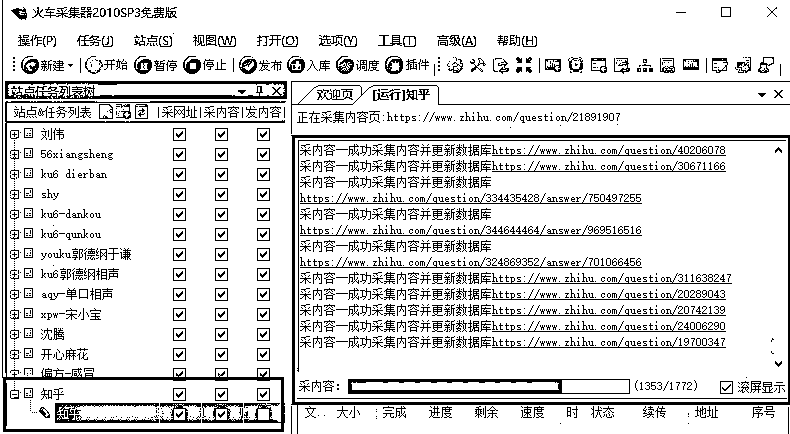 火车采集器2010SP3免费版
操作(P) 任务(J) 站点(S) 视图(W) 打开(O) 选项(Y) 工具(T) 高级(A) 帮助(H)
新建 开始 暂停 停止 发布 入库 调度 插件
站点任务列表树
站点&任务列表 采网址 采内容 发内容
刘伟
56xiangsheng
ku6 dierban
shy
ku6-dankou
ku6-qunkou
youku郭德纲于谦
ku6郭德纲相声
aqy-单口相声
xpw-宋小宝
沈腾
开心麻花
偏方-感冒
知乎
知乎
欢迎页 [运行]知乎
正在采集内容页:https://www.zhihu.com/question/21891907
采内容—成功采集内容并更新数据库https://www.zhihu.com/question/40206078
采内容—成功采集内容并更新数据库https://www.zhihu.com/question/30671166
采内容—成功采集内容并更新数据库
https://www.zhihu.com/question/334435428/answer/750497255
采内容—成功采集内容并更新数据库
https://www.zhihu.com/question/344644464/answer/969516516
采内容—成功采集内容并更新数据库
https://www.zhihu.com/question/324869352/answer/701066456
采内容—成功采集内容并更新数据库https://www.zhihu.com/question/311638247
采内容—成功采集内容并更新数据库https://www.zhihu.com/question/20289043
采内容—成功采集内容并更新数据库https://www.zhihu.com/question/20742139
采内容—成功采集内容并更新数据库https://www.zhihu.com/question/24006290
采内容—成功采集内容并更新数据库https://www.zhihu.com/question/19700347
采内容: (1353/1772) 滚屏显示
文. 大小 完成 进度 剩余 速度 时 状态 续传 地址 序号